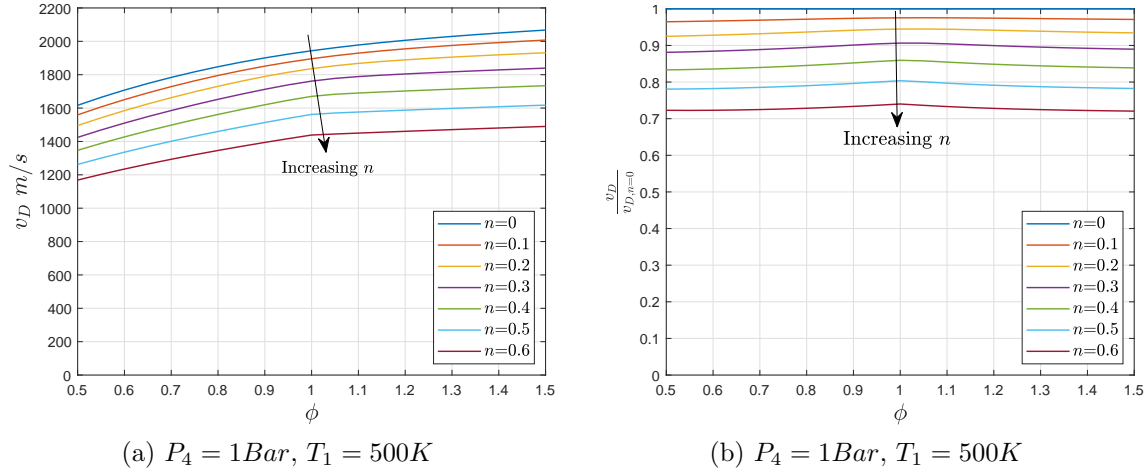 2200
2000
1800
1600
1400
1200
1000
800
600
400
200
0
v_D m/s
Increasing n
n=0
n=0.1
n=0.2
n=0.3
n=0.4
n=0.5
n=0.6
0.5 0.6 0.7 0.8 0.9 1 1.1 1.2 1.3 1.4 1.5
ϕ
(a) P_4 = 1Bar, T_1 = 500K
1
0.9
0.8
0.7
0.6
0.5
0.4
0.3
0.2
0.1
0
v_D
v_{D,n=0}
Increasing n
n=0
n=0.1
n=0.2
n=0.3
n=0.4
n=0.5
n=0.6
0.5 0.6 0.7 0.8 0.9 1 1.1 1.2 1.3 1.4 1.5
ϕ
(b) P_4 = 1Bar, T_1 = 500K